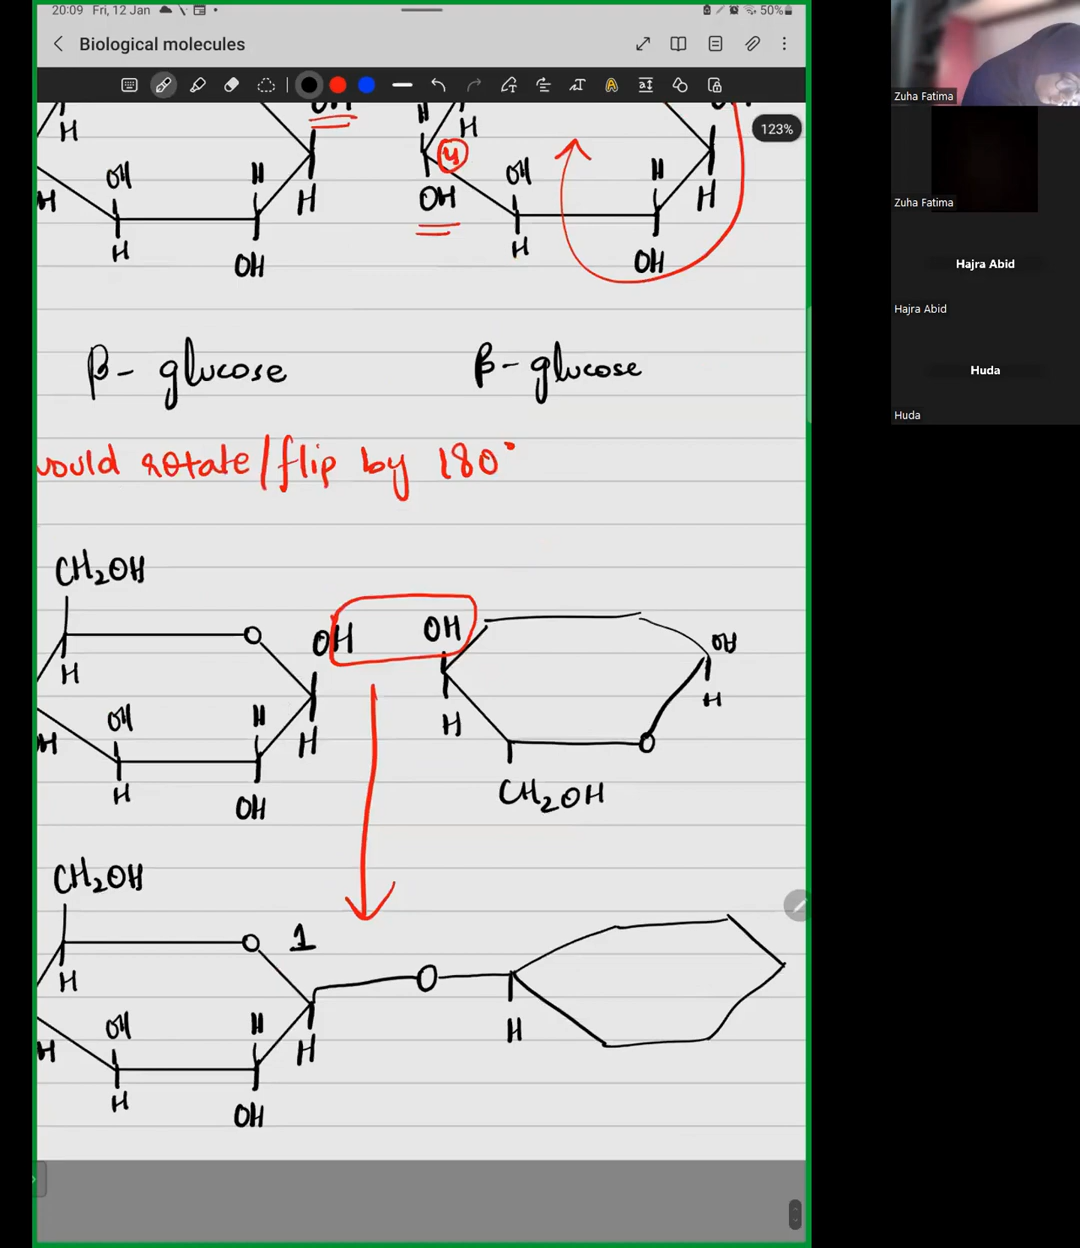 20:09 Fri, 12 Jan
50%
Biological molecules
123%
OH
H
OH
H
H
H
H
OH
H
4
H
OH
OH
H
H
H
OH
β- glucose
β- glucose
would rotate/flip by 180°
CH₂OH
O
OH
OH
OH
H
H
H
H
OH
H
H
H
O
H
OH
CH₂OH
CH₂OH
O
1
O
H
OH
H
H
H
H
H
OH
Zuha Fatima
Zuha Fatima
Hajra Abid
Hajra Abid
Huda
Huda